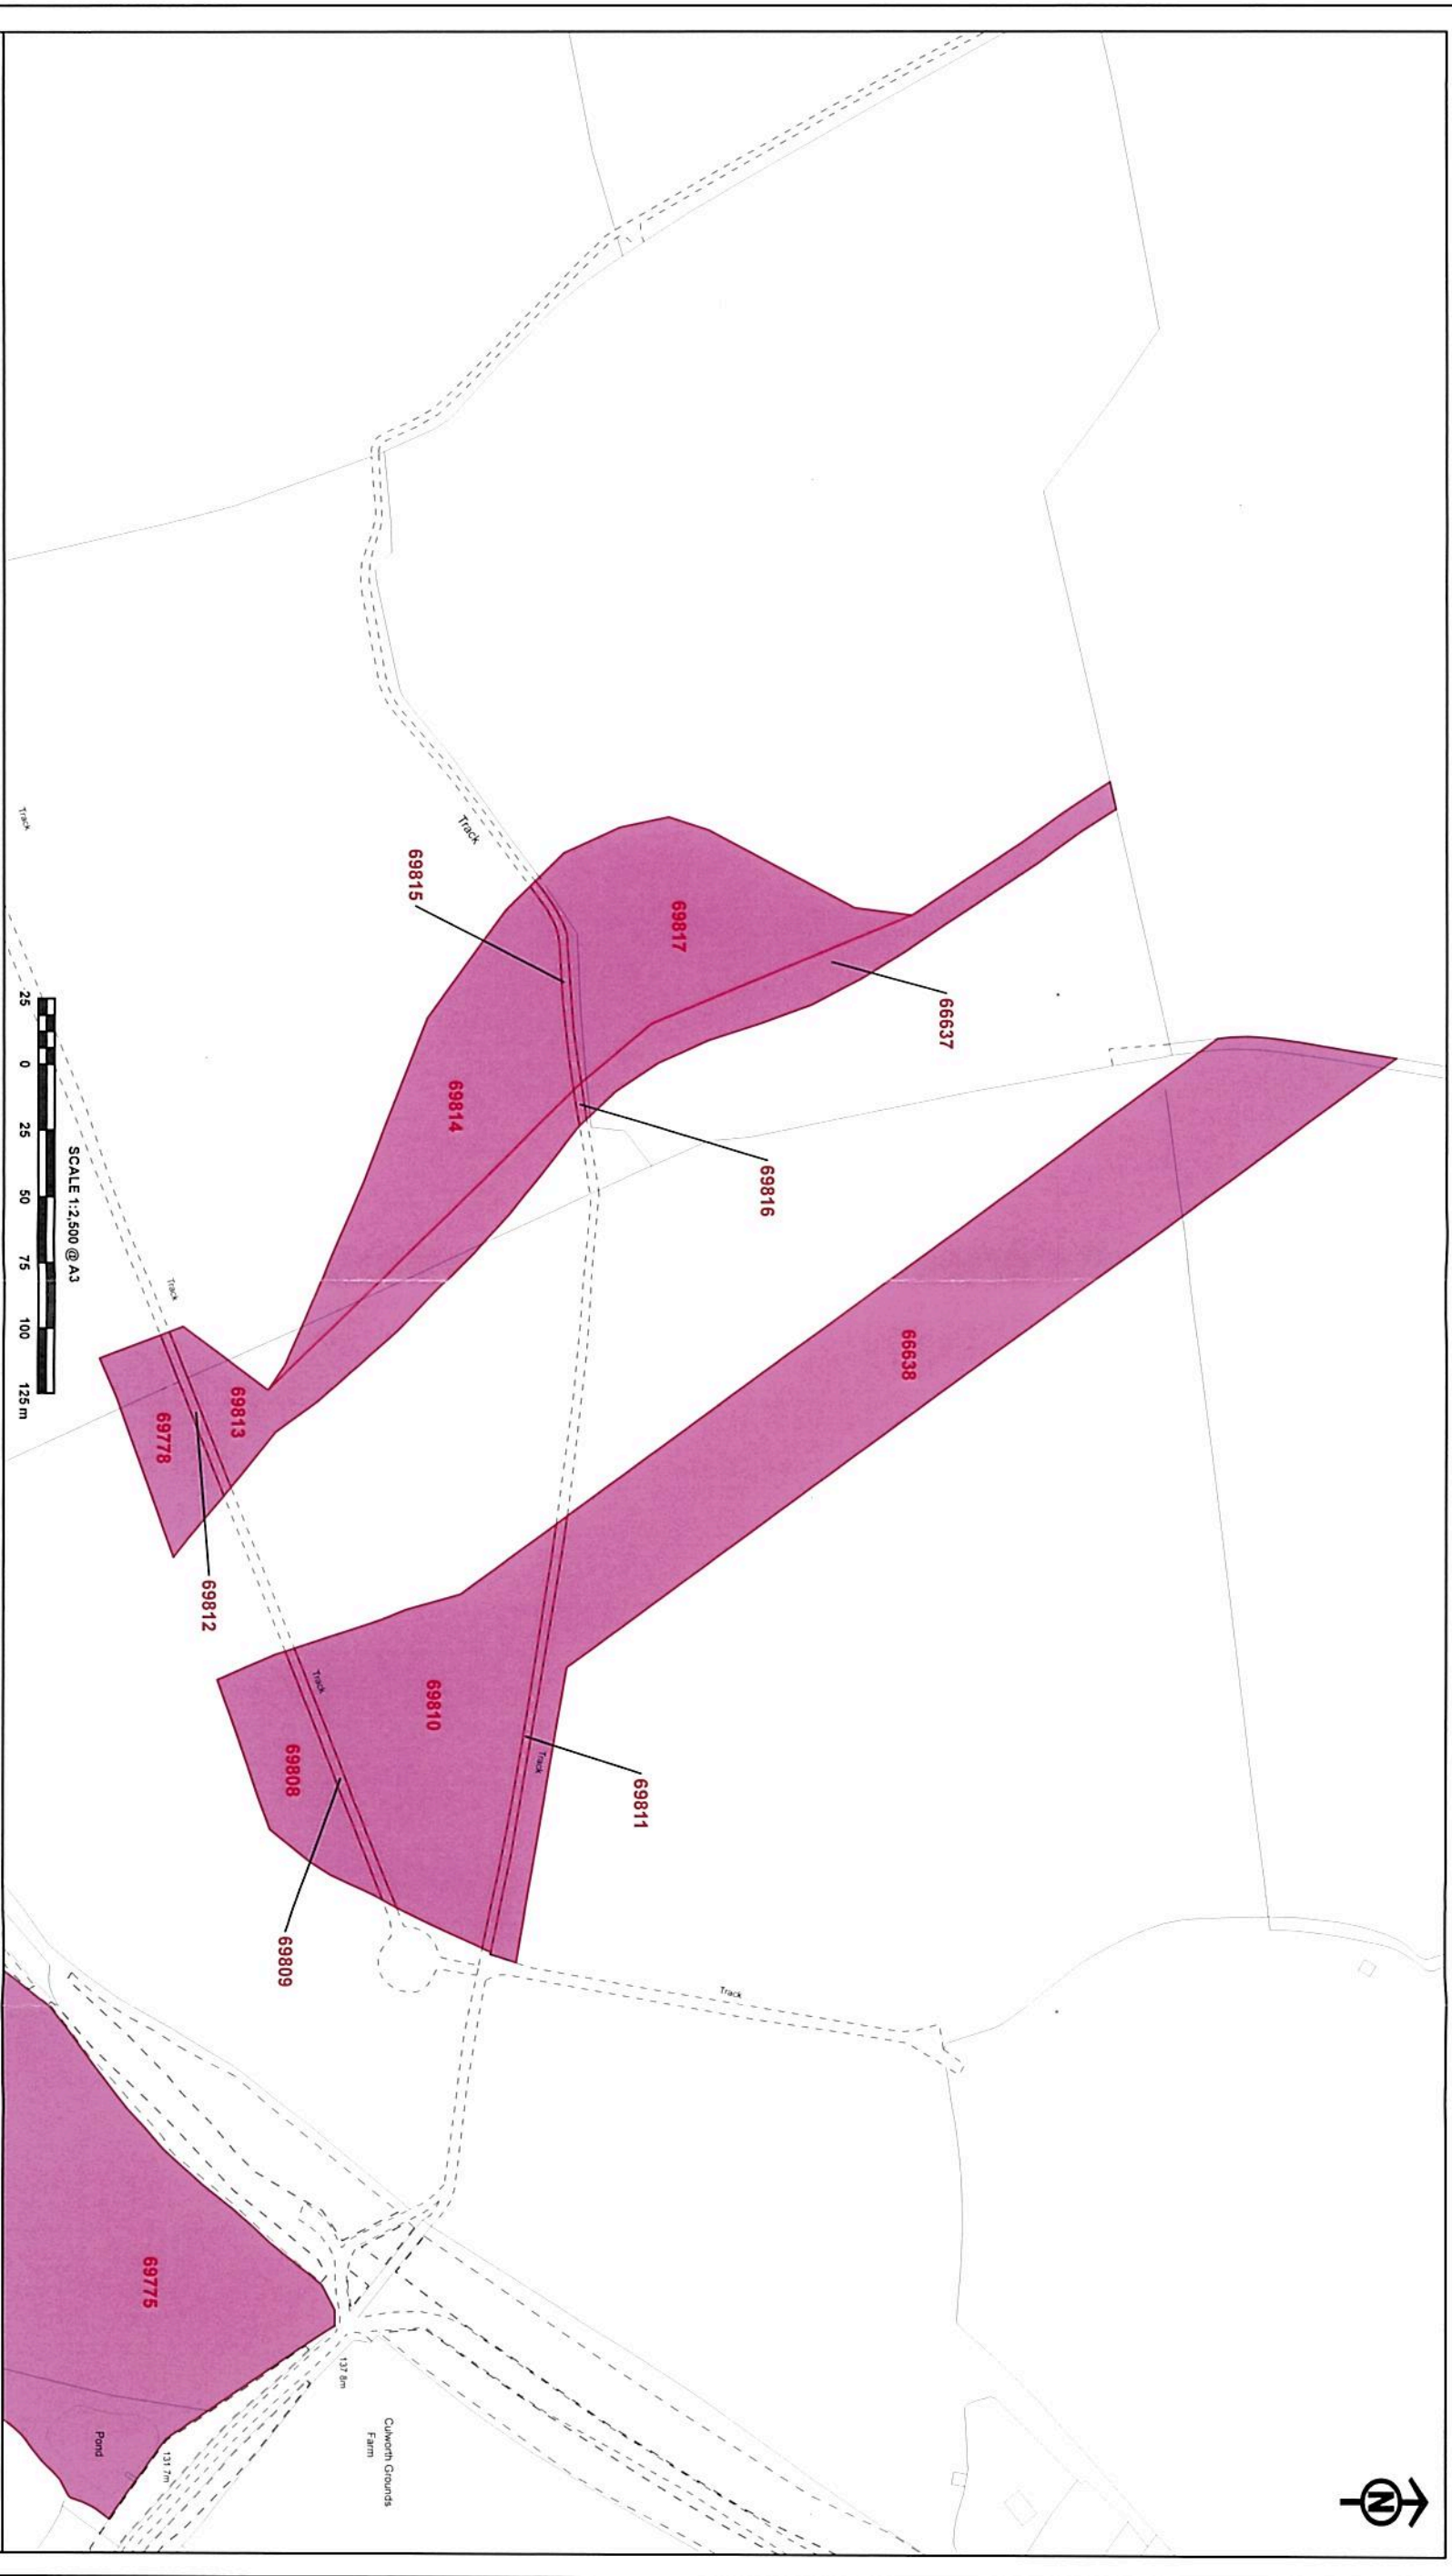 N
66637
66638
69817
69816
69815
69814
69813
69778
69812
69811
69810
69808
69809
69775
Track
Track
Track
Track
Track
Track
137.8m
131.7m
Culworth Grounds
Farm
Pond
SCALE 1:2,500 @ A3
25 0 25 50 75 100 125 m